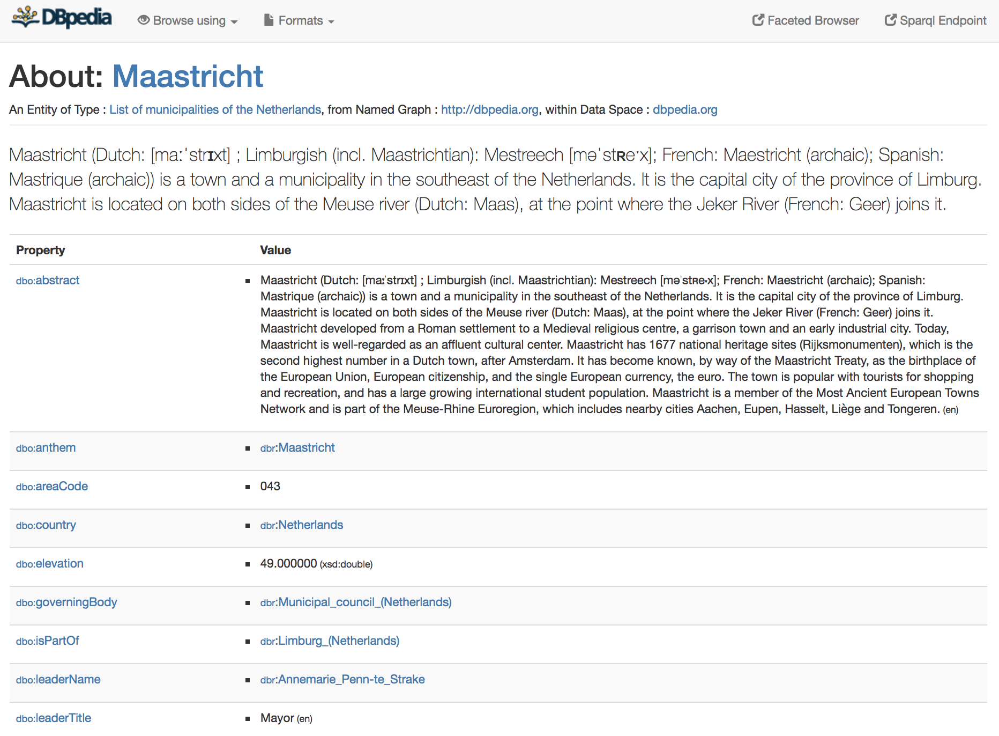 DBpedia Browse using Formats Faceted Browser Sparql Endpoint
About: Maastricht
An Entity of Type : List of municipalities of the Netherlands, from Named Graph : http://dbpedia.org, within Data Space : dbpedia.org
Maastricht (Dutch: [maːˈstrɪxt] ; Limburgish (incl. Maastrichtian): Mestreech [məˈstʀeˑx]; French: Maestricht (archaic); Spanish:
Mastrique (archaic)) is a town and a municipality in the southeast of the Netherlands. It is the capital city of the province of Limburg.
Maastricht is located on both sides of the Meuse river (Dutch: Maas), at the point where the Jeker River (French: Geer) joins it.
Property Value
dbo:abstract ▪ Maastricht (Dutch: [maːˈstrɪxt] ; Limburgish (incl. Maastrichtian): Mestreech [məˈstʀeˑx]; French: Maestricht (archaic); Spanish:
Mastrique (archaic)) is a town and a municipality in the southeast of the Netherlands. It is the capital city of the province of Limburg.
Maastricht is located on both sides of the Meuse river (Dutch: Maas), at the point where the Jeker River (French: Geer) joins it.
Maastricht developed from a Roman settlement to a Medieval religious centre, a garrison town and an early industrial city. Today,
Maastricht is well-regarded as an affluent cultural center. Maastricht has 1677 national heritage sites (Rijksmonumenten), which is the
second highest number in a Dutch town, after Amsterdam. It has become known, by way of the Maastricht Treaty, as the birthplace of
the European Union, European citizenship, and the single European currency, the euro. The town is popular with tourists for shopping
and recreation, and has a large growing international student population. Maastricht is a member of the Most Ancient European Towns
Network and is part of the Meuse-Rhine Euroregion, which includes nearby cities Aachen, Eupen, Hasselt, Liège and Tongeren. (en)
dbo:anthem ▪ dbr:Maastricht
dbo:areaCode ▪ 043
dbo:country ▪ dbr:Netherlands
dbo:elevation ▪ 49.000000 (xsd:double)
dbo:governingBody ▪ dbr:Municipal_council_(Netherlands)
dbo:isPartOf ▪ dbr:Limburg_(Netherlands)
dbo:leaderName ▪ dbr:Annemarie_Penn-te_Strake
dbo:leaderTitle ▪ Mayor (en)